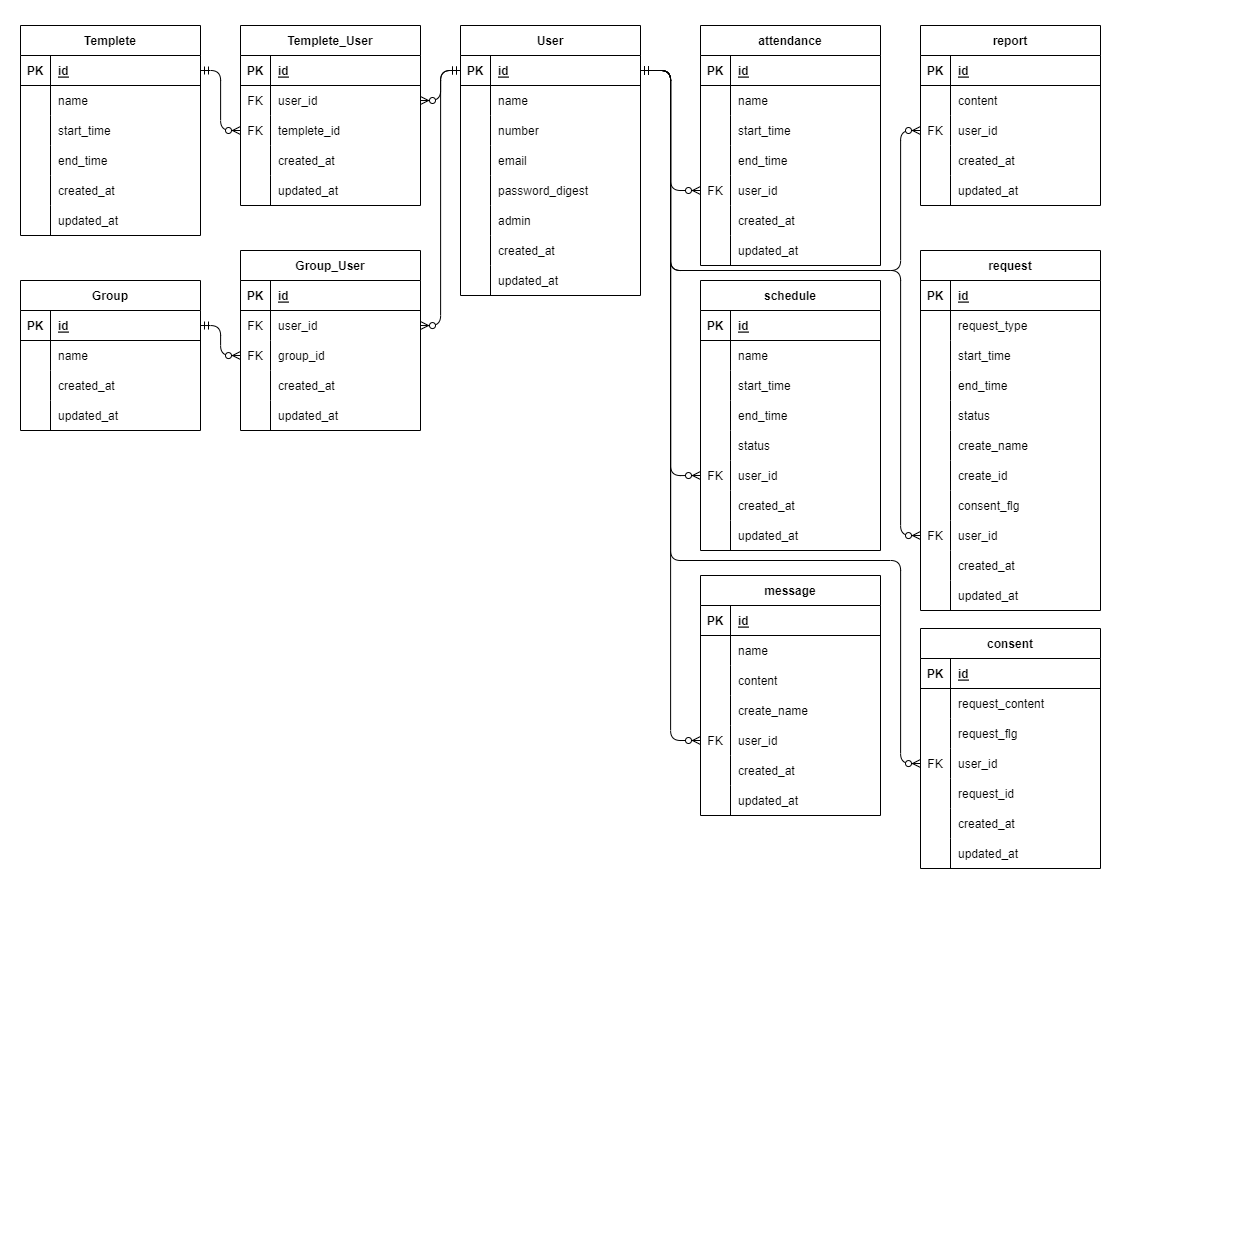 Templete
PK id
name
start_time
end_time
created_at
updated_at
Templete_User
PK id
FK user_id
FK templete_id
created_at
updated_at
User
PK id
name
number
email
password_digest
admin
created_at
updated_at
attendance
PK id
name
start_time
end_time
FK user_id
created_at
updated_at
report
PK id
content
FK user_id
created_at
updated_at
Group
PK id
name
created_at
updated_at
Group_User
PK id
FK user_id
FK group_id
created_at
updated_at
schedule
PK id
name
start_time
end_time
status
FK user_id
created_at
updated_at
request
PK id
request_type
start_time
end_time
status
create_name
create_id
consent_flg
FK user_id
created_at
updated_at
message
PK id
name
content
create_name
FK user_id
created_at
updated_at
consent
PK id
request_content
request_flg
FK user_id
request_id
created_at
updated_at